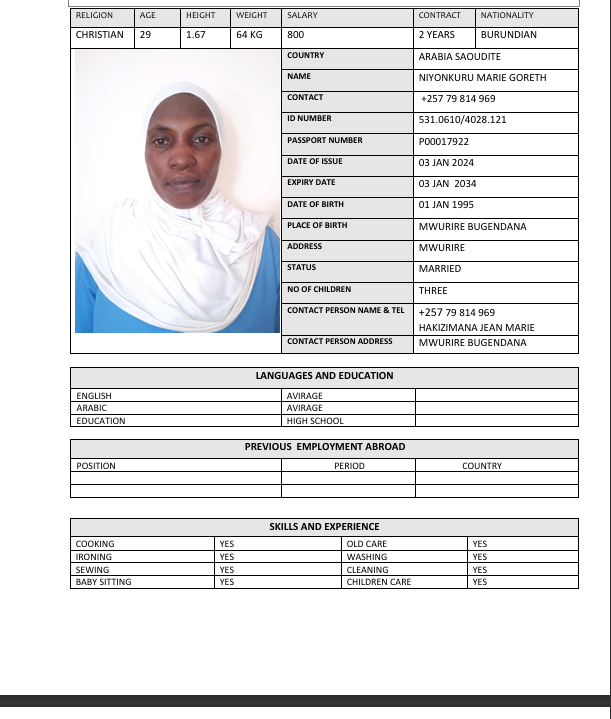 RELIGION AGE HEIGHT WEIGHT SALARY CONTRACT NATIONALITY
CHRISTIAN 29 1.67 64 KG 800 2 YEARS BURUNDIAN
COUNTRY ARABIA SAOUDITE
NAME NIYONKURU MARIE GORETH
CONTACT +257 79 814 969
ID NUMBER 531.0610/4028.121
PASSPORT NUMBER P00017922
DATE OF ISSUE 03 JAN 2024
EXPIRY DATE 03 JAN 2034
DATE OF BIRTH 01 JAN 1995
PLACE OF BIRTH MWURIRE BUGENDANA
ADDRESS MWURIRE
STATUS MARRIED
NO OF CHILDREN THREE
CONTACT PERSON NAME & TEL +257 79 814 969
HAKIZIMANA JEAN MARIE
CONTACT PERSON ADDRESS MWURIRE BUGENDANA
LANGUAGES AND EDUCATION
ENGLISH AVIRAGE
ARABIC AVIRAGE
EDUCATION HIGH SCHOOL
PREVIOUS EMPLOYMENT ABROAD
POSITION PERIOD COUNTRY
SKILLS AND EXPERIENCE
COOKING YES OLD CARE YES
IRONING YES WASHING YES
SEWING YES CLEANING YES
BABY SITTING YES CHILDREN CARE YES